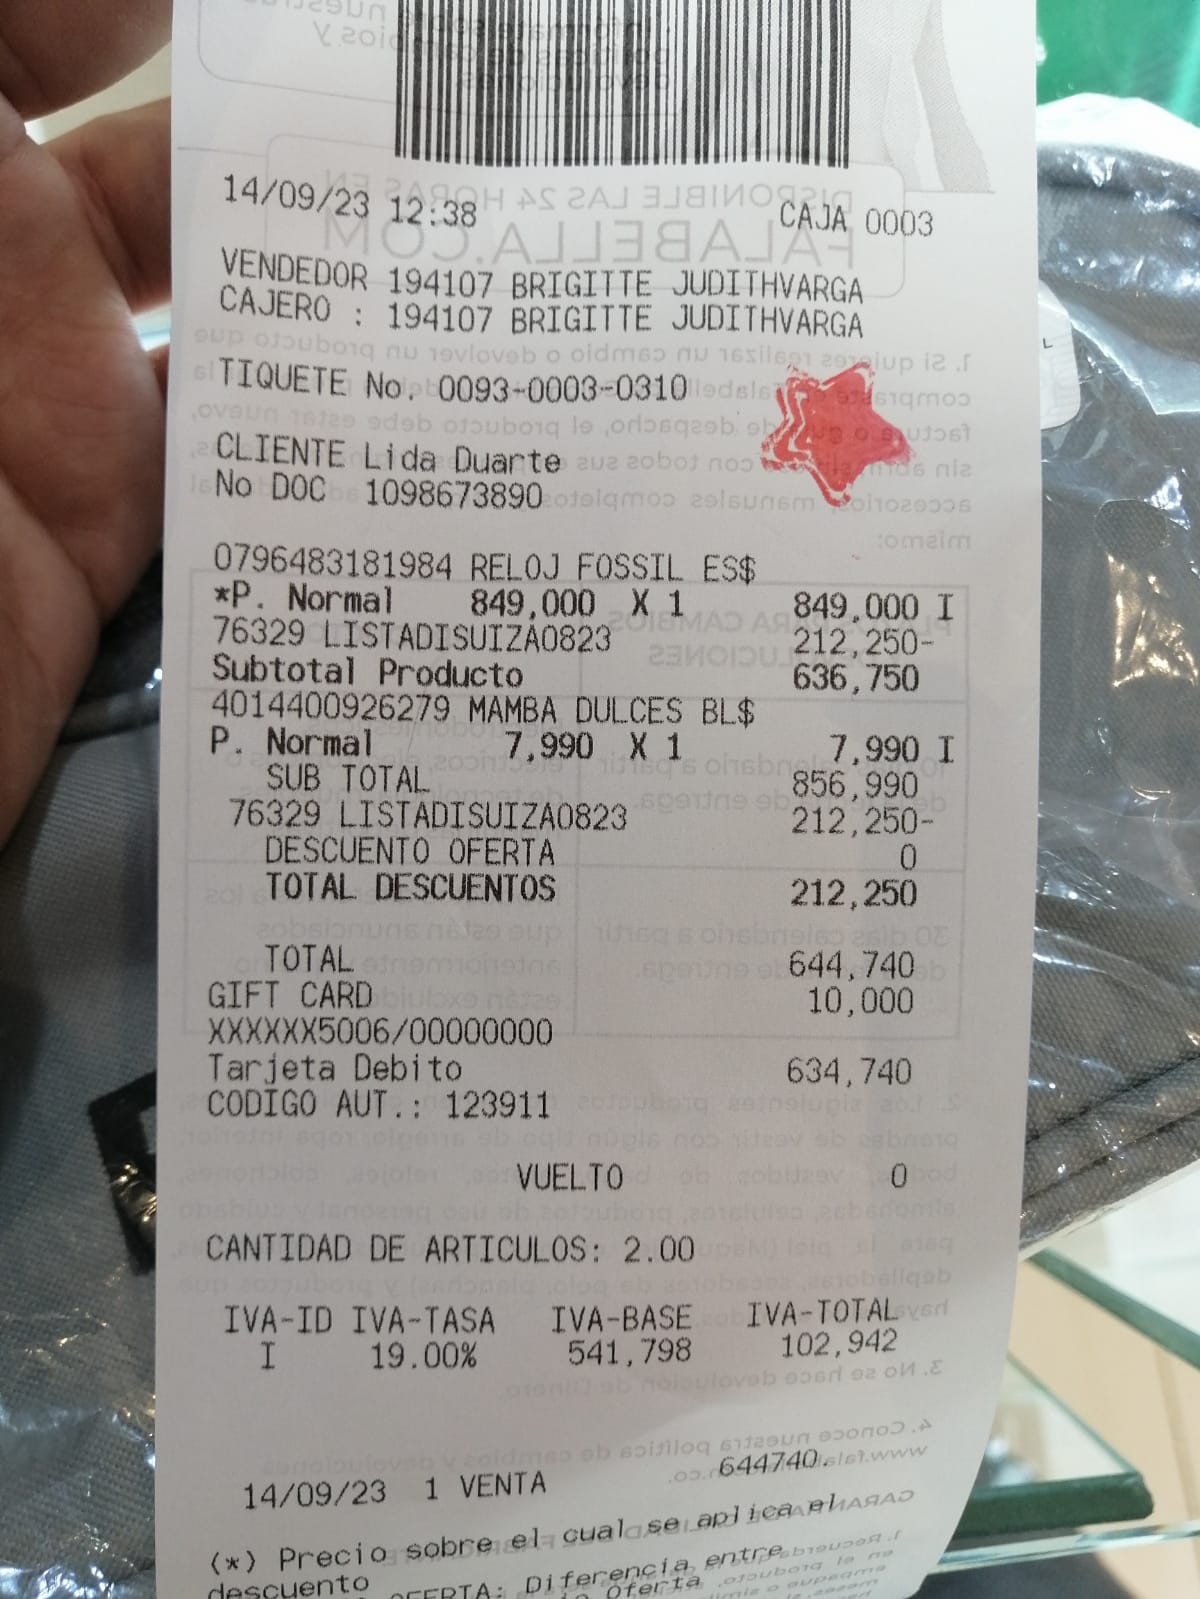 14/09/23 12:38 CAJA 0003
VENDEDOR 194107 BRIGITTE JUDITHVARGA
CAJERO : 194107 BRIGITTE JUDITHVARGA
TIQUETE No. 0093-0003-0310
CLIENTE Lida Duarte
No DOC 1098673890
0796483181984 RELOJ FOSSIL ES$
*P. Normal 849,000 X 1 849,000 I
76329 LISTADISUIZA0823 212,250-
Subtotal Producto 636,750
4014400926279 MAMBA DULCES BL$
P. Normal 7,990 X 1 7,990 I
SUB TOTAL 856,990
76329 LISTADISUIZA0823 212,250-
DESCUENTO OFERTA 0
TOTAL DESCUENTOS 212,250
TOTAL 644,740
GIFT CARD 10,000
XXXXXX5006/00000000
Tarjeta Debito 634,740
CODIGO AUT.: 123911
VUELTO 0
CANTIDAD DE ARTICULOS: 2.00
IVA-ID IVA-TASA IVA-BASE IVA-TOTAL
I 19.00% 541,798 102,942
14/09/23 1 VENTA 644740.
(*) Precio sobre el cual se aplica el
descuento
OFERTA: Diferencia entre
oferta